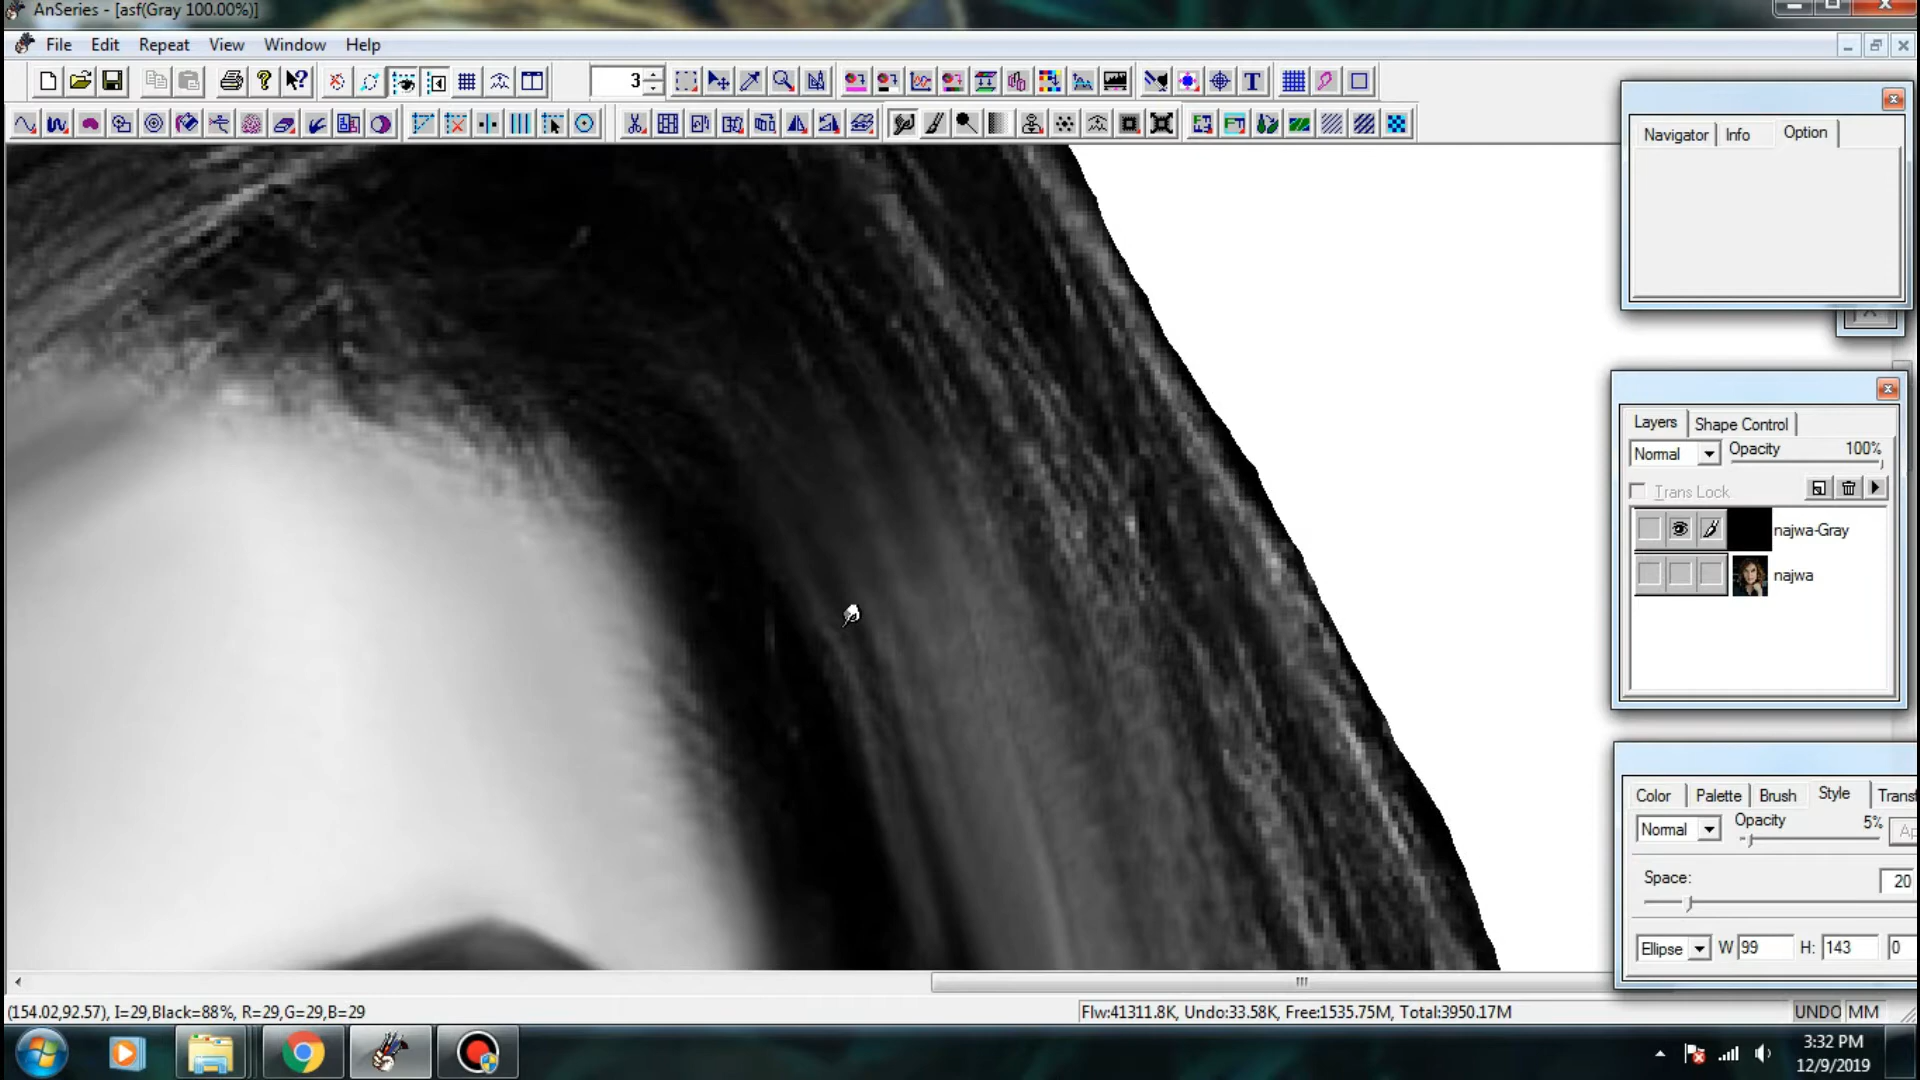 AnSeries - [asf(Gray 100.00%)]
File Edit Repeat View Window Help
3
Navigator Info Option
Layers Shape Control
Normal Opacity 100%
Trans Lock
najwa-Gray
najwa
Color Palette Brush Style
Normal Opacity 5%
Space: 20
Ellipse W 99 H: 143 0
(154.02,92.57), I=29,Black=88%, R=29,G=29,B=29
Flw:41311.8K, Undo:33.58K, Free:1535.75M, Total:3950.17M
UNDO MM
3:32 PM
12/9/2019